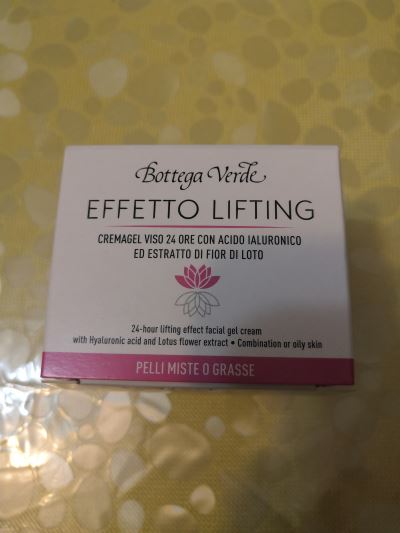 Bottega Verde
EFFETTO LIFTING
CREMAGEL VISO 24 ORE CON ACIDO IALURONICO
ED ESTRATTO DI FIOR DI LOTO
24-hour lifting effect facial gel cream
with Hyaluronic acid and Lotus flower extract • Combination or oily skin
PELLI MISTE O GRASSE